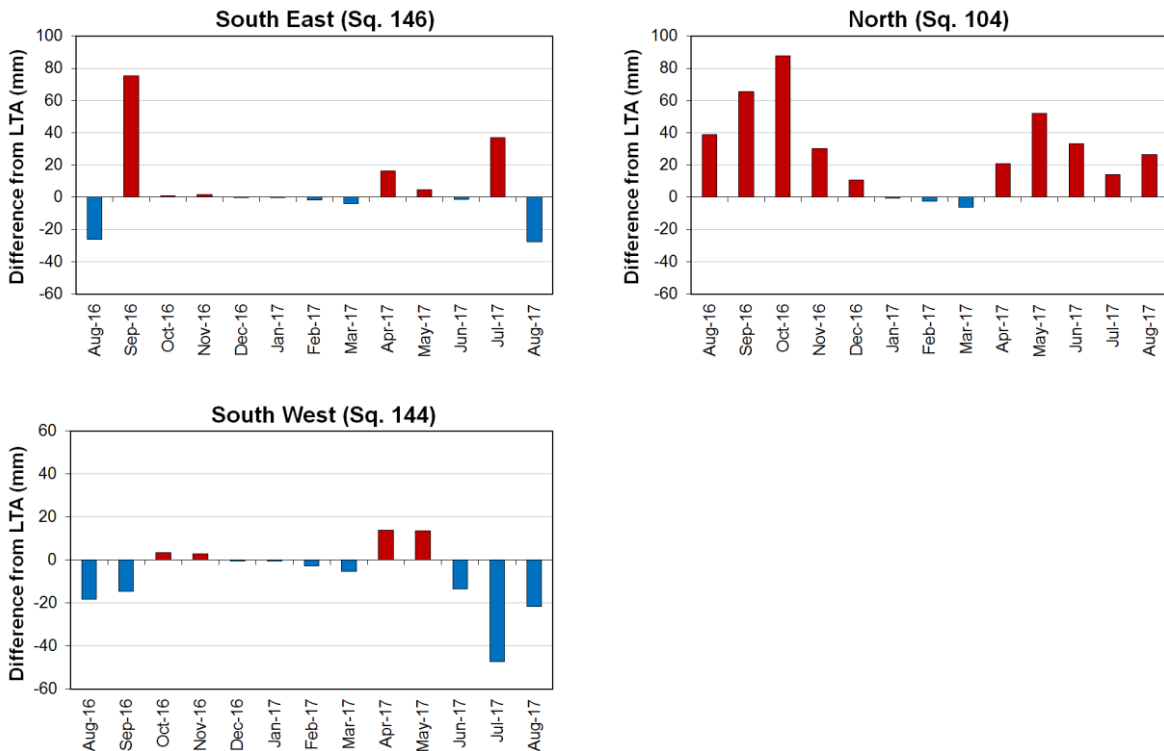 South East (Sq. 146)
Difference from LTA (mm)
100
80
60
40
20
0
-20
-40
-60
Aug-16
Sep-16
Oct-16
Nov-16
Dec-16
Jan-17
Feb-17
Mar-17
Apr-17
May-17
Jun-17
Jul-17
Aug-17
North (Sq. 104)
Difference from LTA (mm)
100
80
60
40
20
0
-20
-40
-60
Aug-16
Sep-16
Oct-16
Nov-16
Dec-16
Jan-17
Feb-17
Mar-17
Apr-17
May-17
Jun-17
Jul-17
Aug-17
South West (Sq. 144)
Difference from LTA (mm)
60
40
20
0
-20
-40
-60
Aug-16
Sep-16
Oct-16
Nov-16
Dec-16
Jan-17
Feb-17
Mar-17
Apr-17
May-17
Jun-17
Jul-17
Aug-17